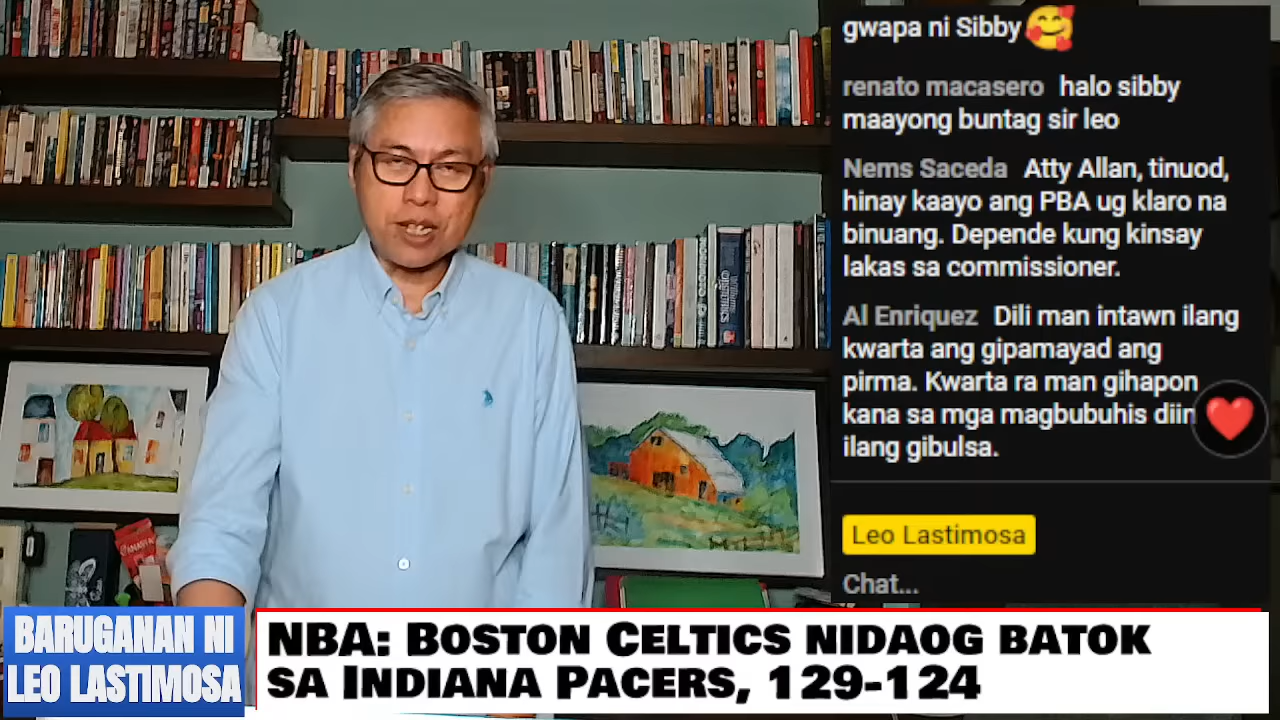 gwapa ni Sibby🥰
renato macasero halo sibby
maayong buntag sir leo
Nems Saceda Atty Allan, tinuod,
hinay kaayo ang PBA ug klaro na
binuang. Depende kung kinsay
lakas sa commissioner.
Al Enriquez Dili man intawn ilang
kwarta ang gipamayad ang
pirma. Kwarta ra man gihapon
kana sa mga magbubuhis diin
ilang gibulsa.
Leo Lastimosa
Chat...
BARUGANAN NI
LEO LASTIMOSA
NBA: BOSTON CELTICS NIDAOG BATOK
SA INDIANA PACERS, 129-124